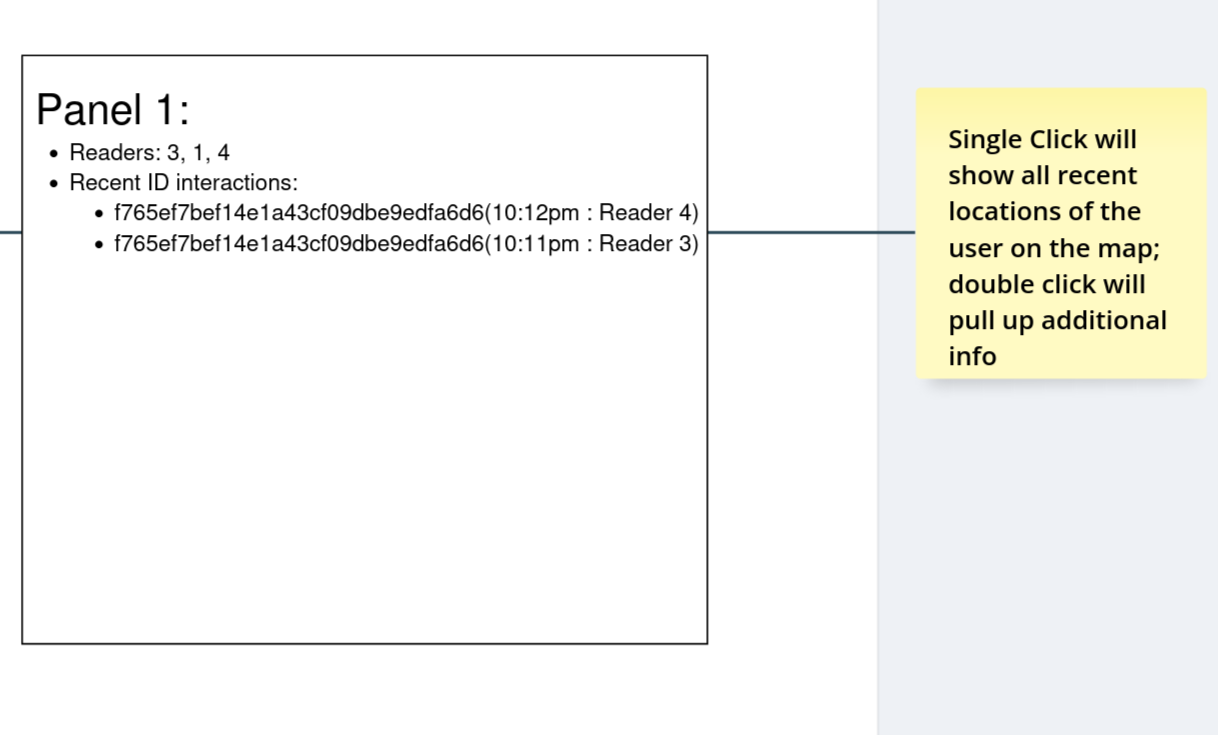 Panel 1:
Readers: 3, 1, 4
Recent ID interactions:
f765ef7bef14e1a43cf09dbe9edfa6d6(10:12pm : Reader 4)
f765ef7bef14e1a43cf09dbe9edfa6d6(10:11pm : Reader 3)
Single Click will
show all recent
locations of the
user on the map;
double click will
pull up additional
info